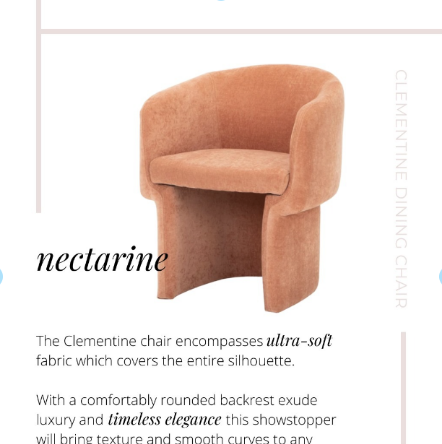 CLEMENTINE DINING CHAIR
nectarine
The Clementine chair encompasses ultra-soft
fabric which covers the entire silhouette.
With a comfortably rounded backrest exude
luxury and timeless elegance this showstopper
will bring texture and smooth curves to any